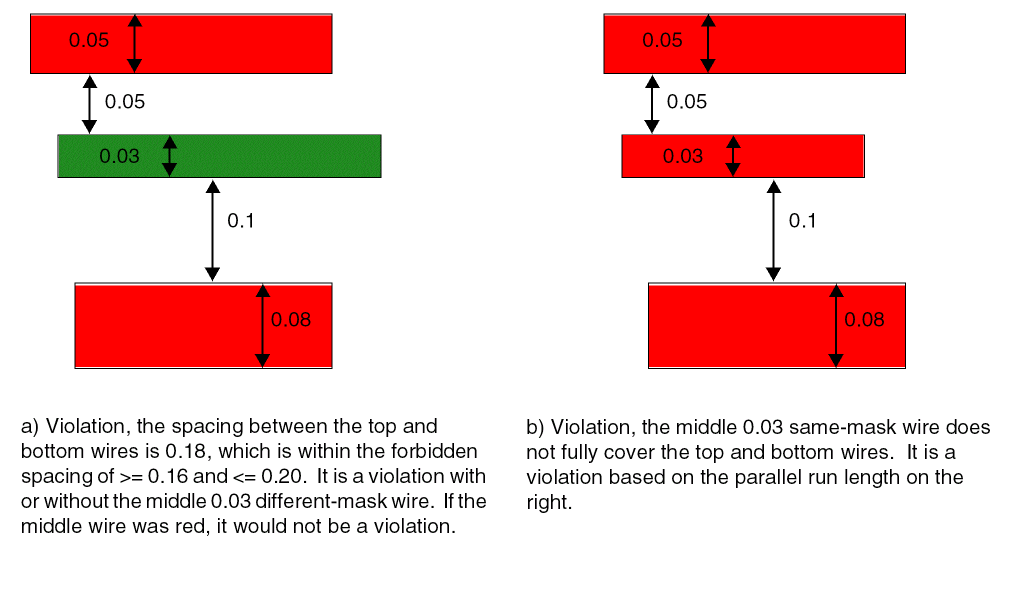 0.05
0.05
0.03
0.1
0.08
0.05
0.05
0.03
0.1
0.08
a) Violation, the spacing between the top and
bottom wires is 0.18, which is within the forbidden
spacing of >= 0.16 and <= 0.20.  It is a violation with
or without the middle 0.03 different-mask wire.  If the
middle wire was red, it would not be a violation.
b) Violation, the middle 0.03 same-mask wire does
not fully cover the top and bottom wires.  It is a
violation based on the parallel run length on the
right.